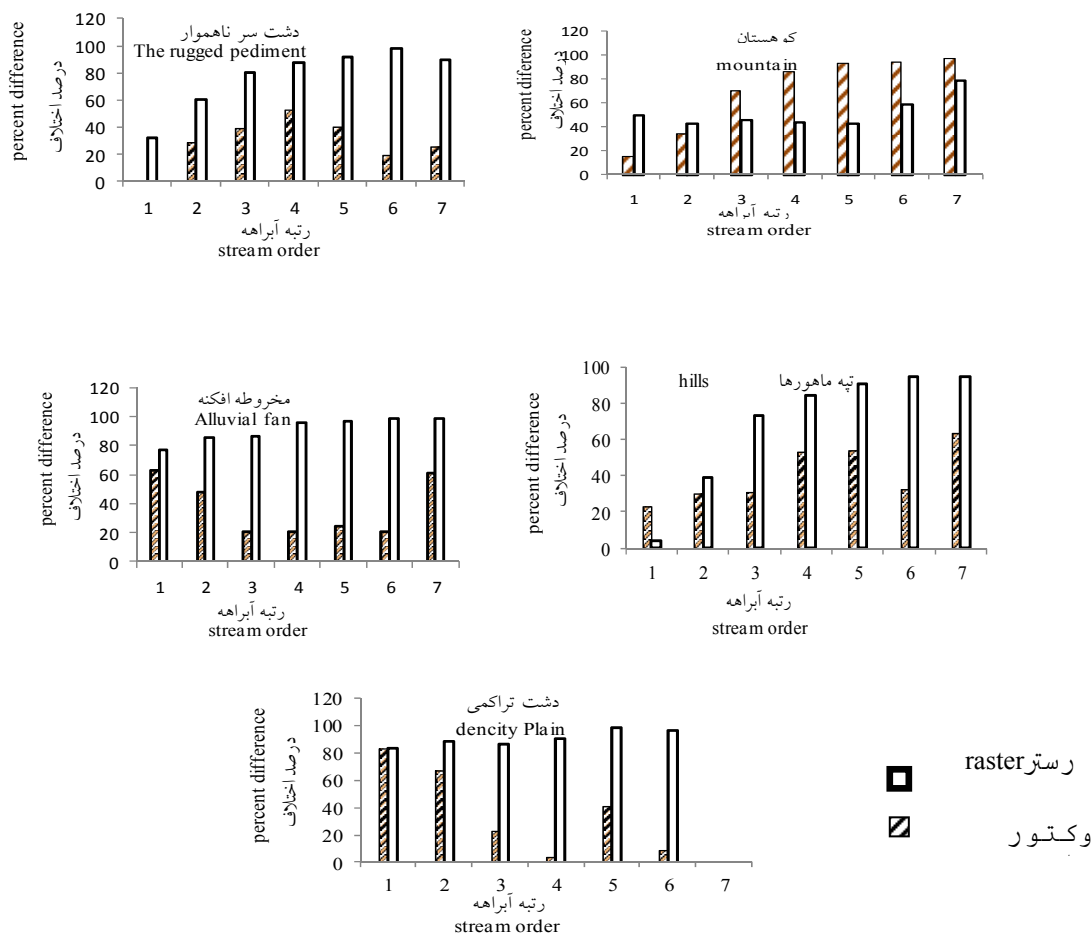 دشت سر ناهموار
The rugged pediment
percent difference
درصد اختلاف
120
100
80
60
40
20
0
1 2 3 4 5 6 7
رتبه آبراهه
stream order
کوهستان
mountain
percent difference
درصد اختلاف
120
100
80
60
40
20
0
1 2 3 4 5 6 7
رتبه آبراهه
stream order
مخروطه افکنه
Alluvial fan
percent difference
درصد اختلاف
120
100
80
60
40
20
0
1 2 3 4 5 6 7
رتبه آبراهه
stream order
hills تپه ماهورها
percent difference
درصد اختلاف
100
80
60
40
20
0
1 2 3 4 5 6 7
رتبه آبراهه
stream order
دشت تراکمی
dencity Plain
percent difference
درصد اختلاف
120
100
80
60
40
20
0
1 2 3 4 5 6 7
رتبه آبراهه
stream order
رستر raster
وکتور